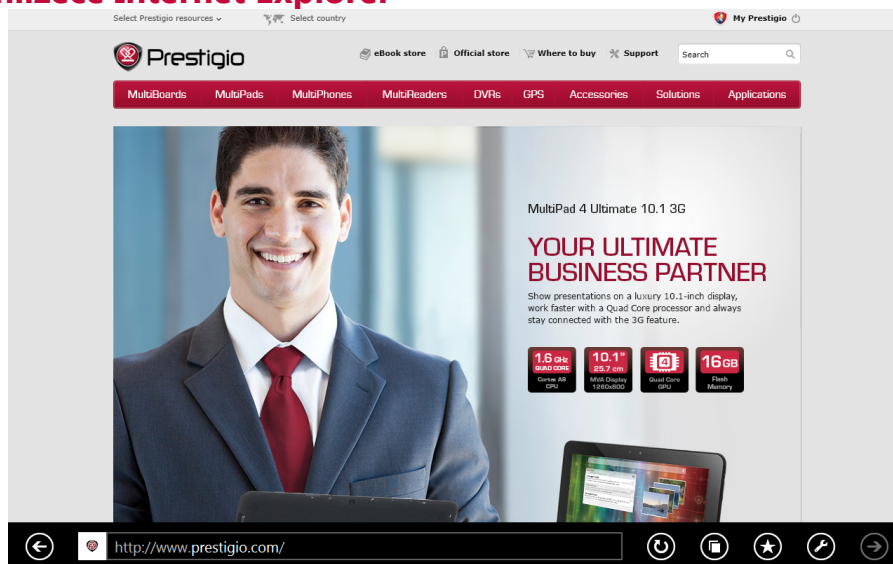 Internet Explorer
Select Prestigio resources
Select country
My Prestigio
Prestigio
eBook store
Official store
Where to buy
Support
Search
MultiBoards MultiPads MultiPhones MultiReaders DVRs GPS Accessories Solutions Applications
MultiPad 4 Ultimate 10.1 3G
YOUR ULTIMATE
BUSINESS PARTNER
Show presentations on a luxury 10.1-inch display,
work faster with a Quad Core processor and always
stay connected with the 3G feature.
1.6 GHz
QUAD CORE
Cortex A9
CPU
10.1"
25.7 cm
MVA Display
1280x800
4
Quad Core
GPU
16GB
Flash
Memory
http://www.prestigio.com/